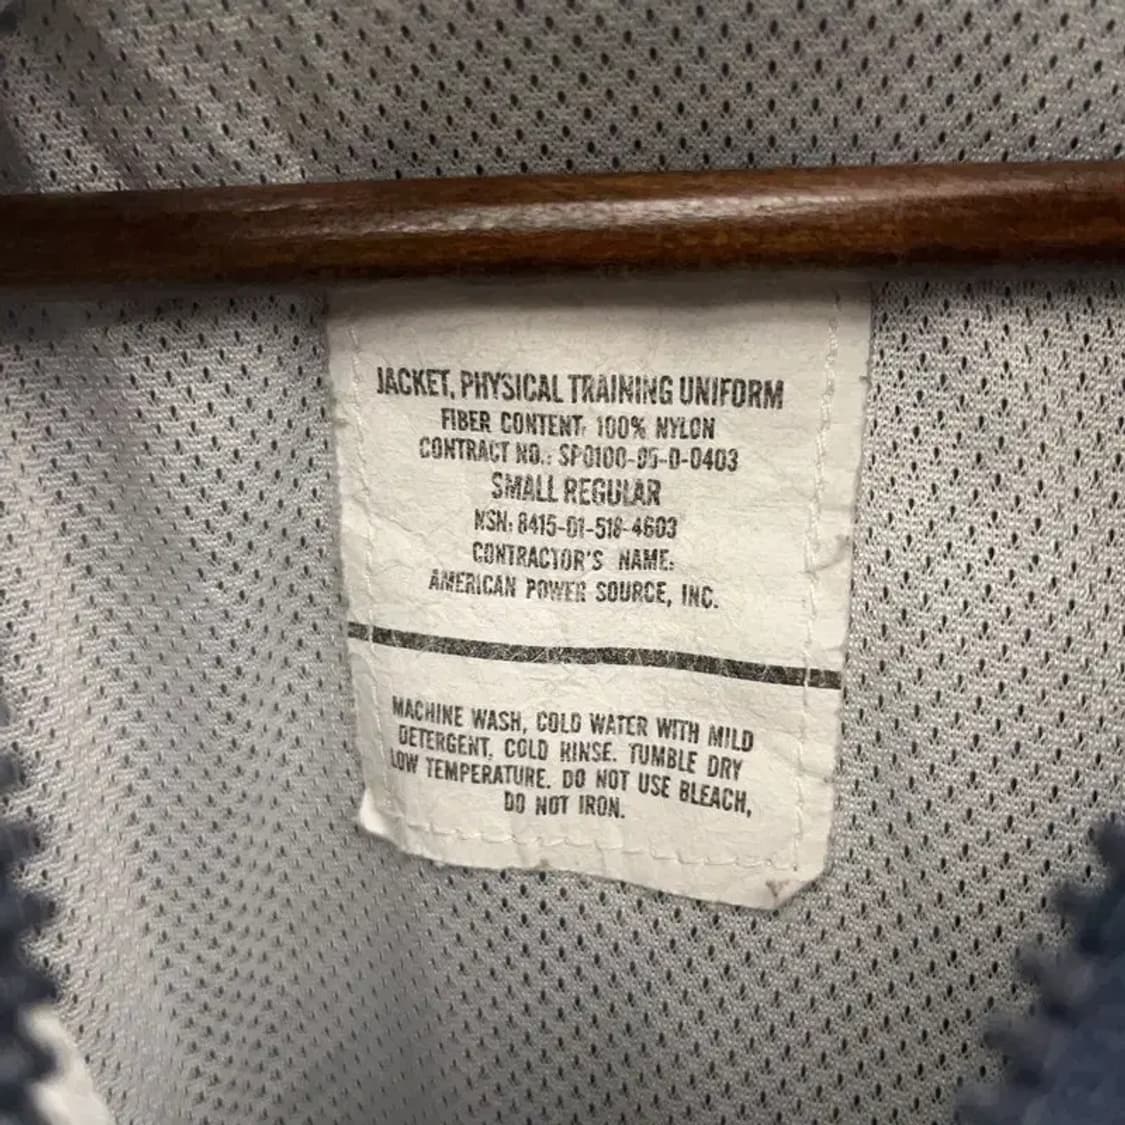 JACKET, PHYSICAL TRAINING UNIFORM
FIBER CONTENT: 100% NYLON
CONTRACT NO.: SP0100-05-D-0403
SMALL REGULAR
NSN: 8415-01-518-4603
CONTRACTOR'S NAME:
AMERICAN POWER SOURCE, INC.
MACHINE WASH, COLD WATER WITH MILD
DETERGENT, COLD RINSE. TUMBLE DRY
LOW TEMPERATURE. DO NOT USE BLEACH,
DO NOT IRON.